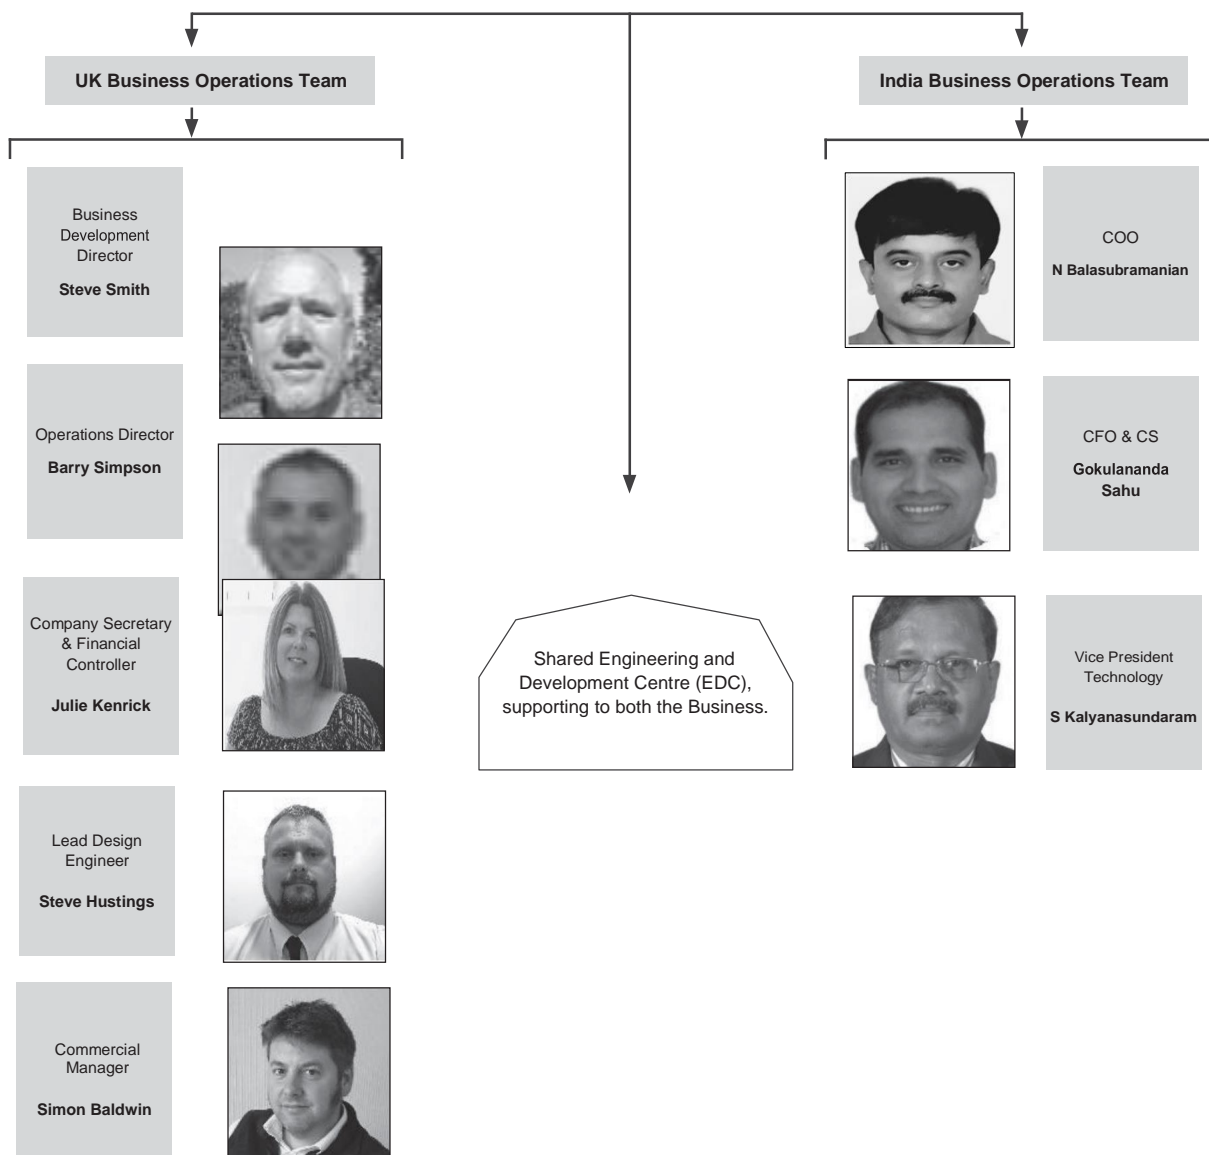 UK Business Operations Team
India Business Operations Team
Business
Development
Director
Steve Smith
Operations Director
Barry Simpson
Company Secretary
& Financial
Controller
Julie Kenrick
Lead Design
Engineer
Steve Hustings
Commercial
Manager
Simon Baldwin
Shared Engineering and
Development Centre (EDC),
supporting to both the Business.
COO
N Balasubramanian
CFO & CS
Gokulananda
Sahu
Vice President
Technology
S Kalyanasundaram